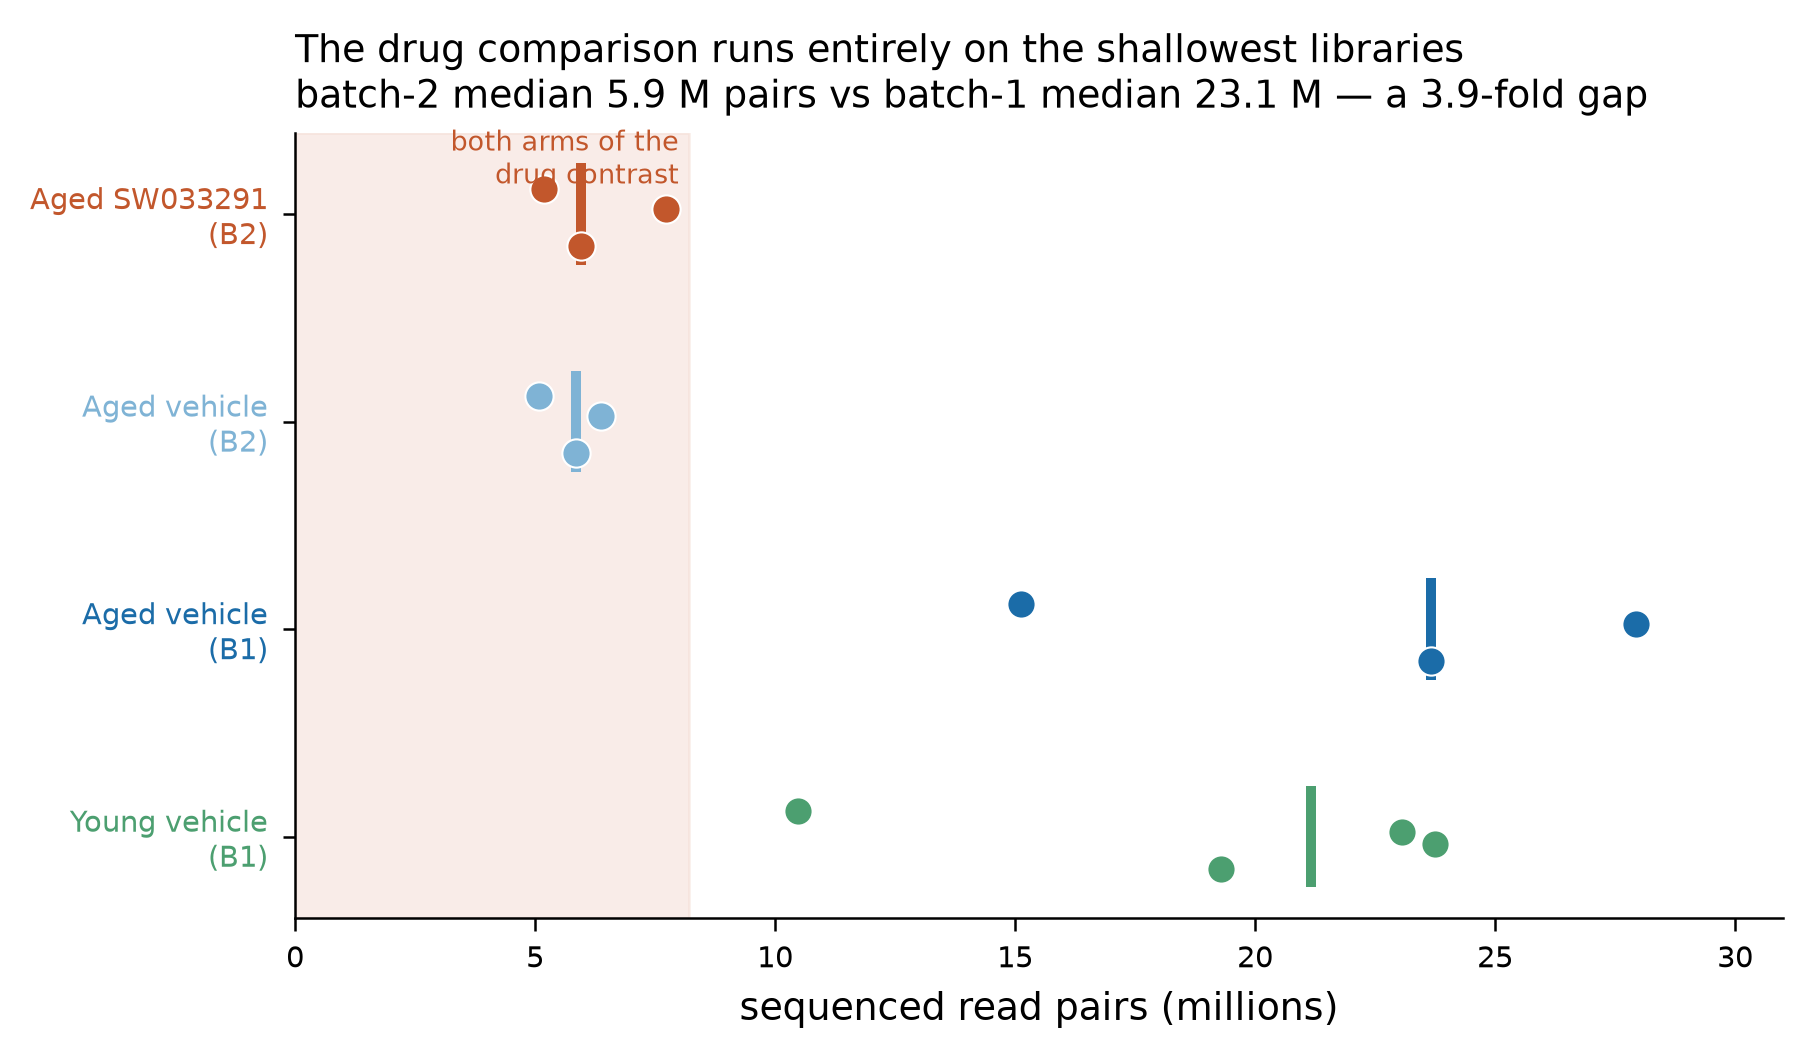 The drug comparison runs entirely on the shallowest libraries
batch-2 median 5.9 M pairs vs batch-1 median 23.1 M — a 3.9-fold gap
both arms of the
drug contrast
Aged SW033291
(B2)
Aged vehicle
(B2)
Aged vehicle
(B1)
Young vehicle
(B1)
0 5 10 15 20 25 30
sequenced read pairs (millions)